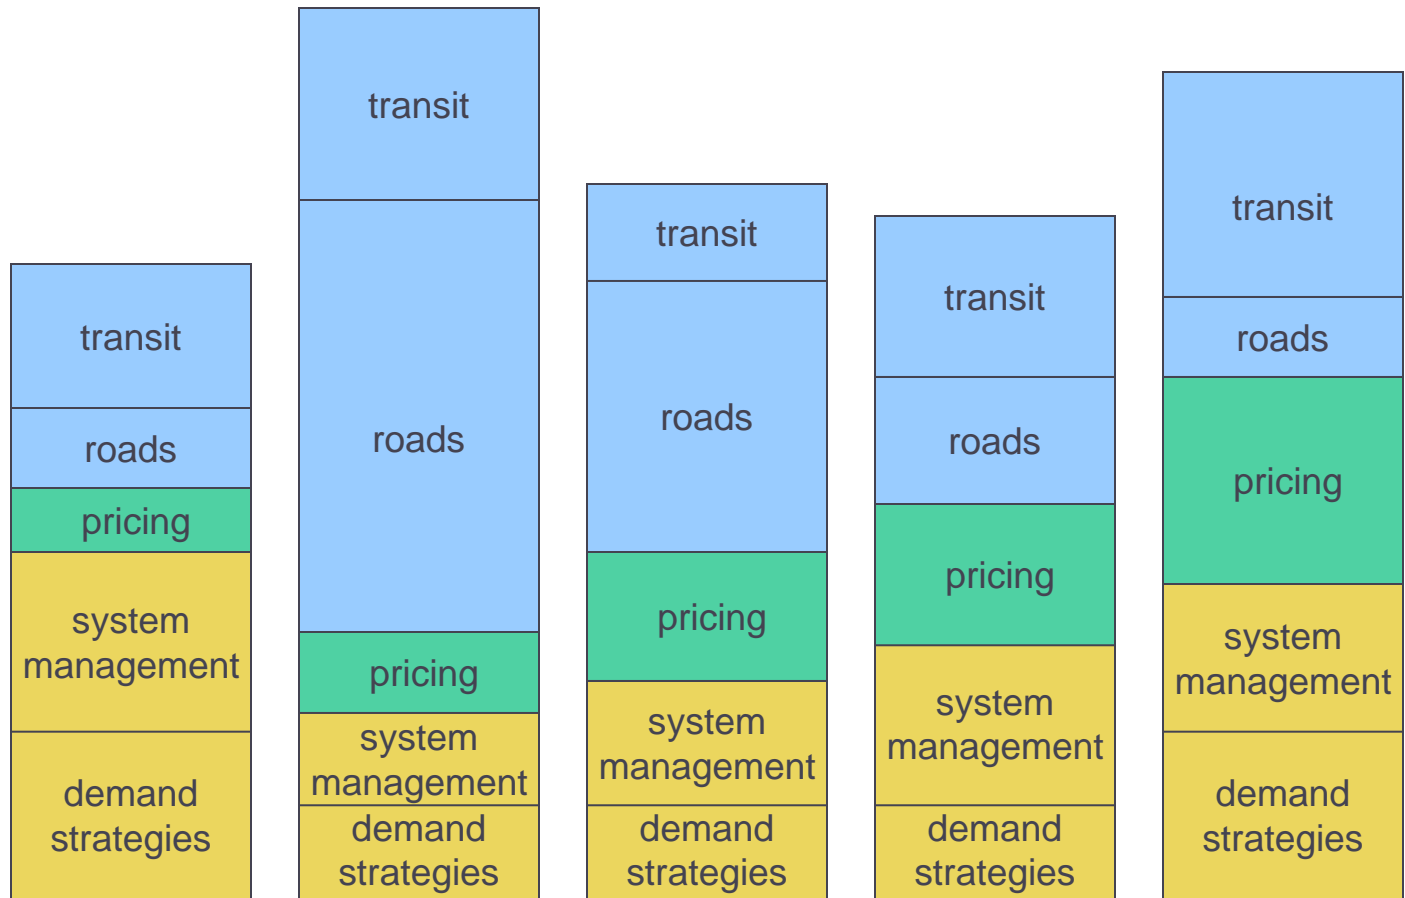 transit
roads
pricing
system
management
demand
strategies
transit
roads
pricing
system
management
demand
strategies
transit
roads
pricing
system
management
demand
strategies
transit
roads
pricing
system
management
demand
strategies
transit
roads
pricing
system
management
demand
strategies